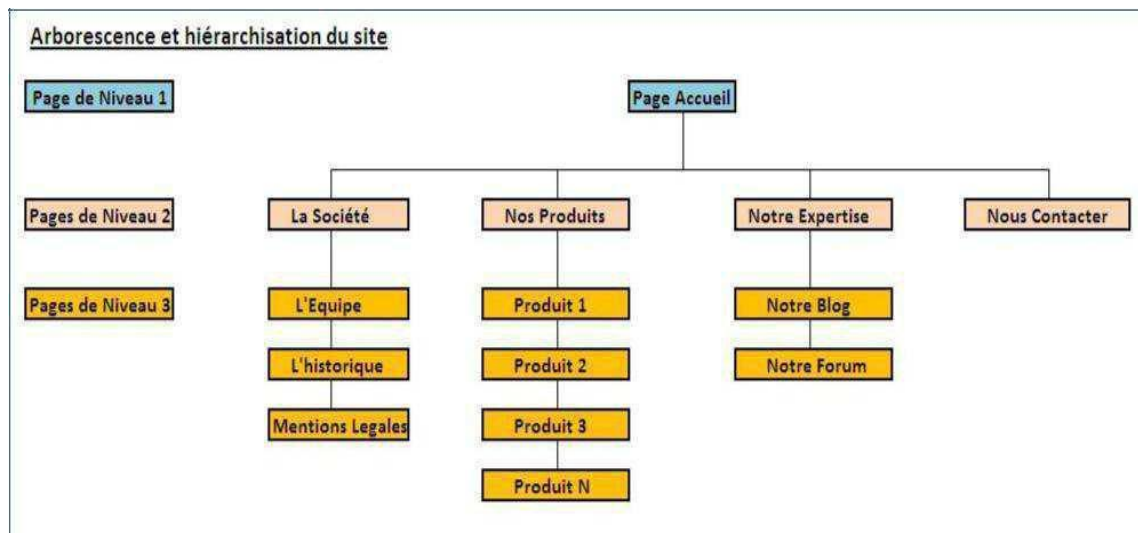 Arborescence et hiérarchisation du site
Page de Niveau 1
Page Accueil
Pages de Niveau 2
La Société
Nos Produits
Notre Expertise
Nous Contacter
Pages de Niveau 3
L'Equipe
Produit 1
Notre Blog
L'historique
Produit 2
Notre Forum
Mentions Legales
Produit 3
Produit N